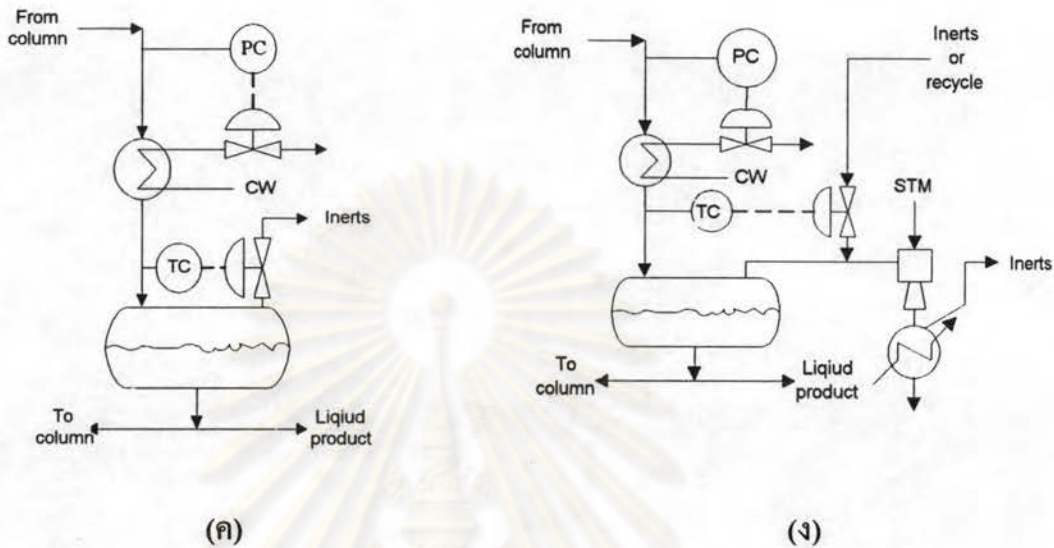 From
column
PC
CW
Inerts
TC
To
column
Liqiud
product
(ค)
From
column
PC
Inerts
or
recycle
CW
STM
TC
Inerts
To
column
Liqiud
product
(ง)